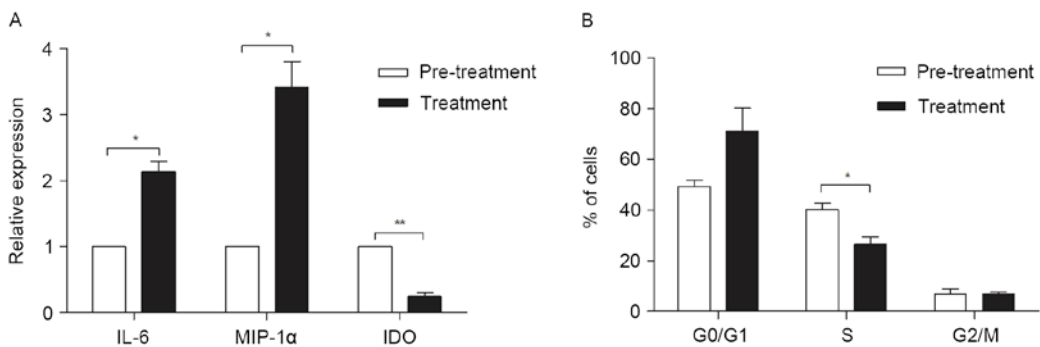 A
Relative expression
4
3
2
1
0
*
*
**
Pre-treatment
Treatment
IL-6 MIP-1α IDO
B
% of cells
100
80
60
40
20
0
*
Pre-treatment
Treatment
G0/G1 S G2/M